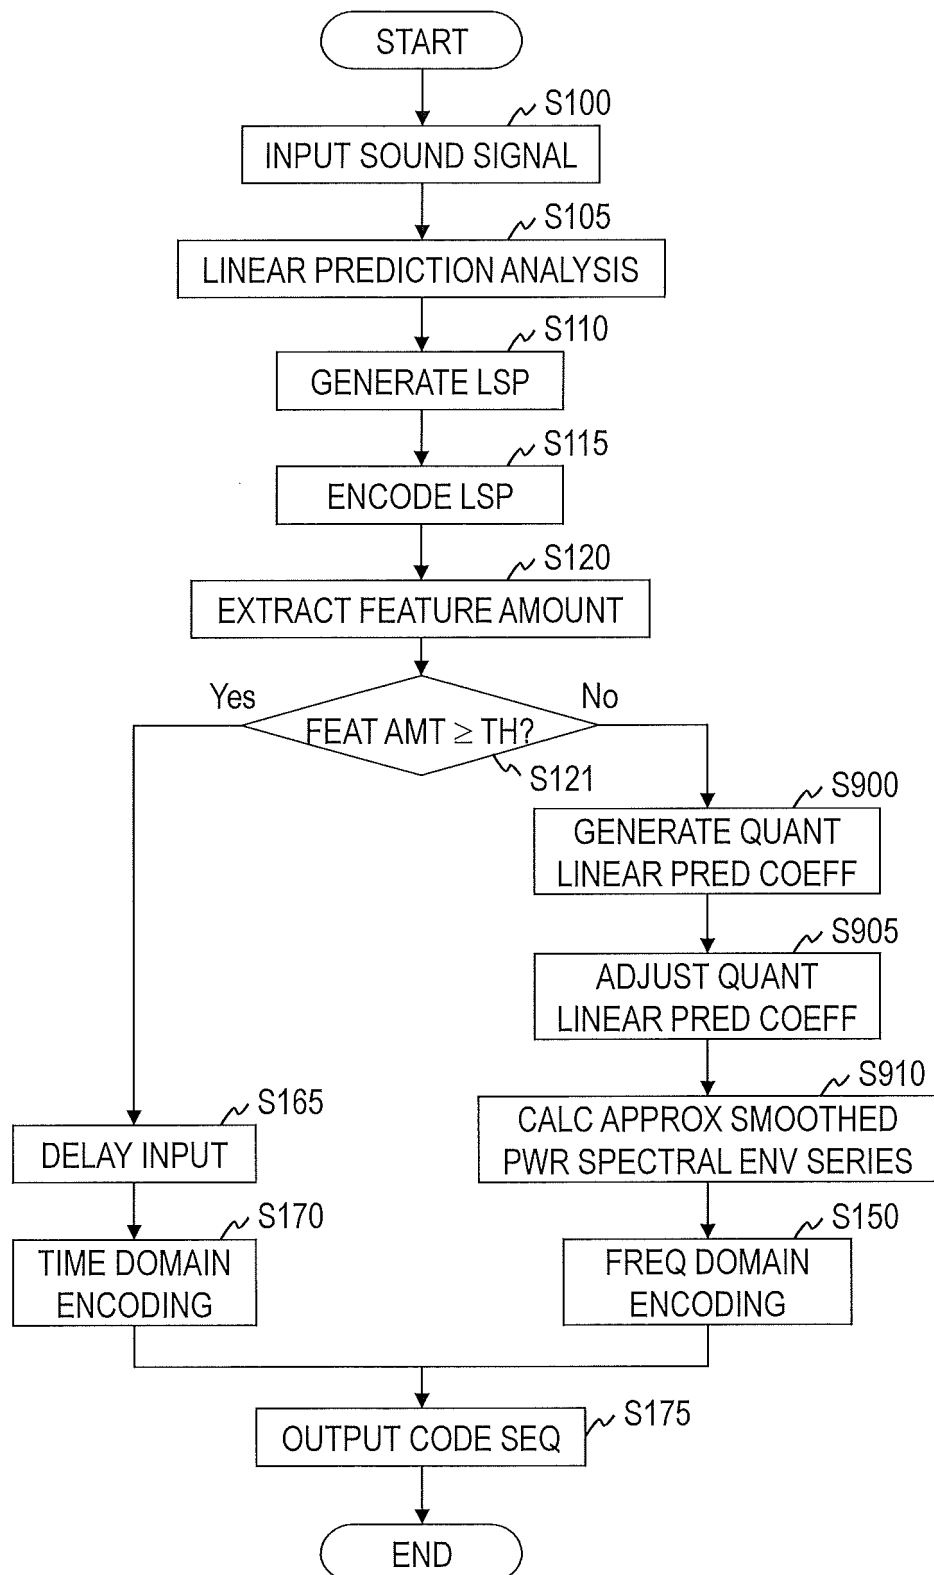 START
S100
INPUT SOUND SIGNAL
S105
LINEAR PREDICTION ANALYSIS
S110
GENERATE LSP
S115
ENCODE LSP
S120
EXTRACT FEATURE AMOUNT
Yes
No
FEAT AMT ≥ TH?
S121
S900
GENERATE QUANT
LINEAR PRED COEFF
S905
ADJUST QUANT
LINEAR PRED COEFF
S910
CALC APPROX SMOOTHED
PWR SPECTRAL ENV SERIES
S165
DELAY INPUT
S170
TIME DOMAIN
ENCODING
S150
FREQ DOMAIN
ENCODING
S175
OUTPUT CODE SEQ
END